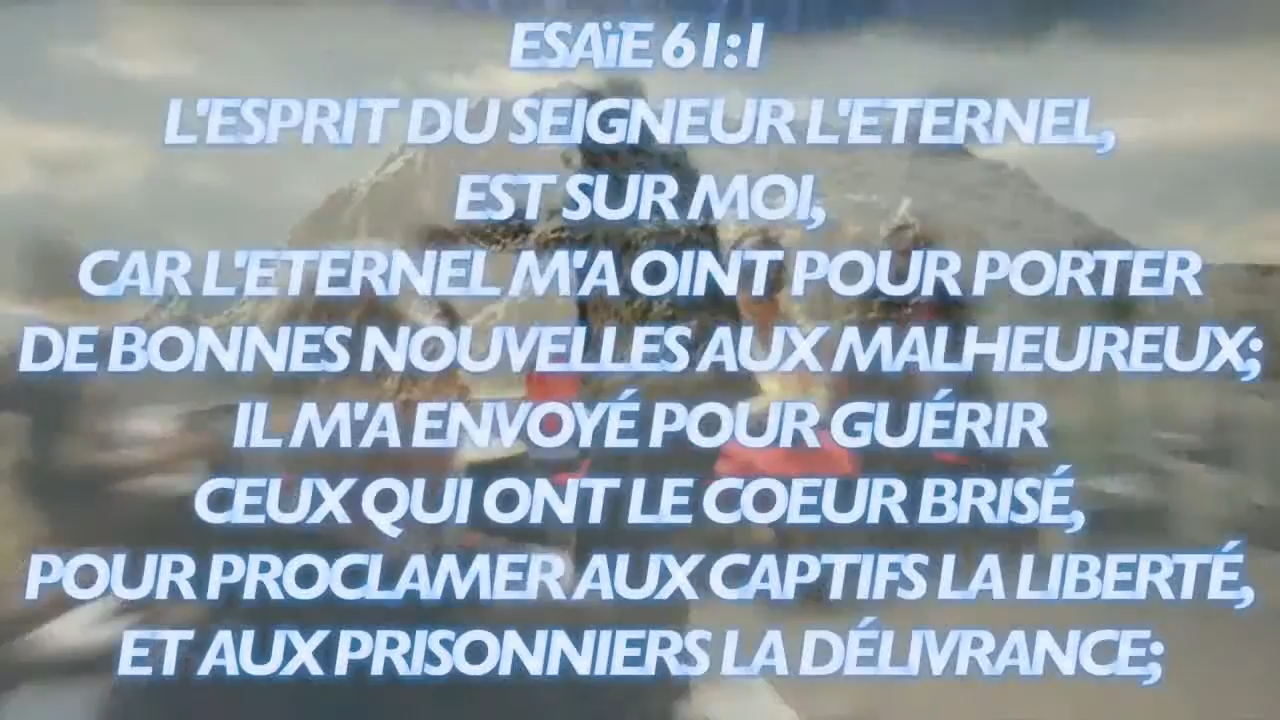 ESAïE 61:1
L'ESPRIT DU SEIGNEUR L'ETERNEL,
EST SUR MOI,
CAR L'ETERNEL M'A OINT POUR PORTER
DE BONNES NOUVELLES AUX MALHEUREUX;
IL M'A ENVOYÉ POUR GUÉRIR
CEUX QUI ONT LE COEUR BRISÉ,
POUR PROCLAMER AUX CAPTIFS LA LIBERTÉ,
ET AUX PRISONNIERS LA DÉLIVRANCE;